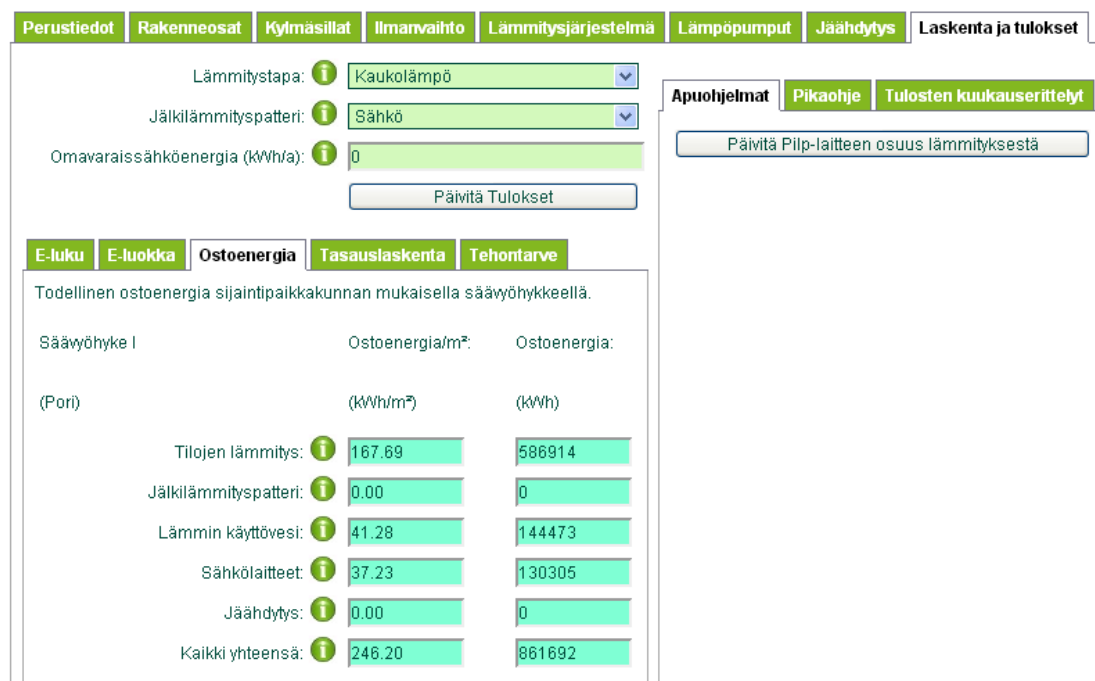 Perustiedot Rakenneosat Kylmäsillat Ilmanvaihto Lämmitysjärjestelmä Lämpöpumput Jäähdytys Laskenta ja tulokset
Lämmitystapa: Kaukolämpö
Jälkilämmityspatteri: Sähkö
Omavaraissähköenergia (kWh/a): 0
Päivitä Tulokset
Apuohjelmat Pikaohje Tulosten kuukauserittelyt
Päivitä Pilp-laitteen osuus lämmityksestä
E-luku E-luokka Ostoenergia Tasauslaskenta Tehontarve
Todellinen ostoenergia sijaintipaikkakunnan mukaisella säävyöhykkeellä.
Säävyöhyke I Ostoenergia/m²: Ostoenergia:
(Pori) (kWh/m²) (kWh)
Tilojen lämmitys: 167.69 586914
Jälkilämmityspatteri: 0.00 0
Lämmin käyttövesi: 41.28 144473
Sähkölaitteet: 37.23 130305
Jäähdytys: 0.00 0
Kaikki yhteensä: 246.20 861692